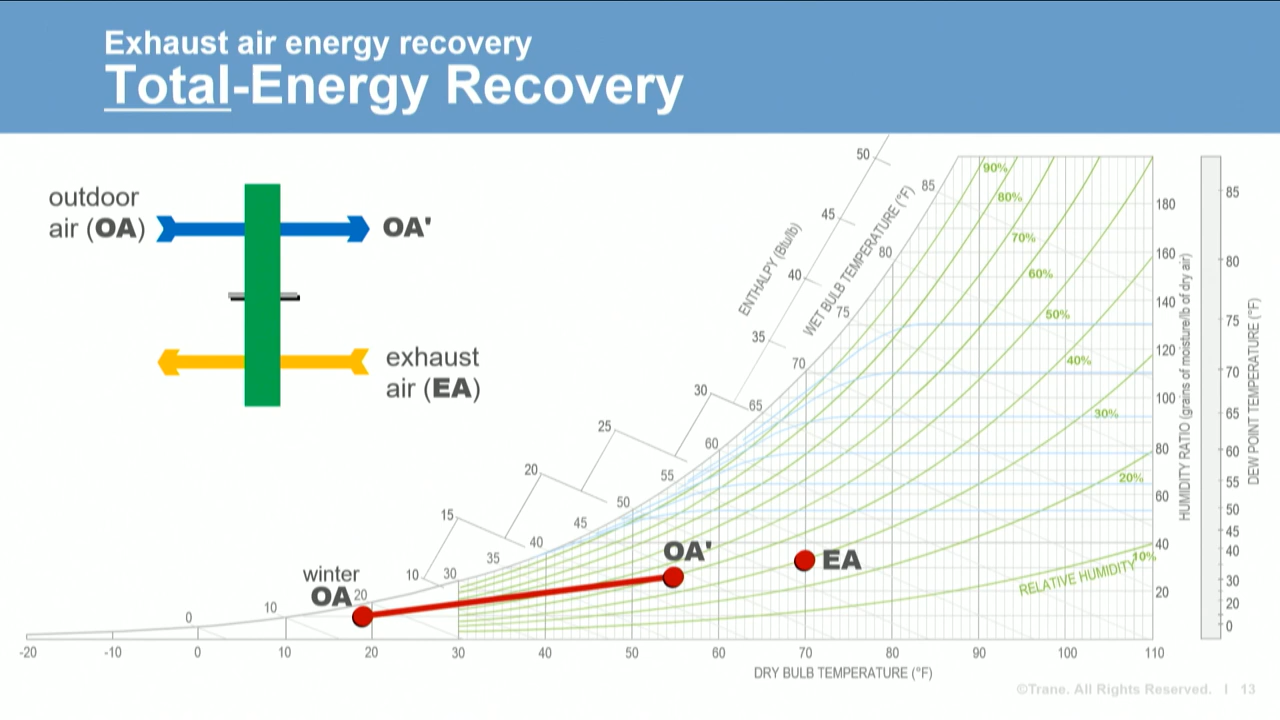 Exhaust air energy recovery
Total-Energy Recovery
outdoor
air (OA)
OA'
exhaust
air (EA)
ENTHALPY (Btu/lb)
WET BULB TEMPERATURE (°F)
50
45
40
35
30
25
20
15
10
85
80
75
70
65
60
55
50
45
40
35
30
20
10
0
90%
80%
70%
60%
50%
40%
30%
20%
10%
RELATIVE HUMIDITY
winter
OA
OA'
EA
180
160
140
120
100
80
60
40
20
HUMIDITY RATIO (grains of moisture/lb of dry air)
85
80
75
70
65
60
55
50
45
40
30
20
0
DEW POINT TEMPERATURE (°F)
-20 -10 0 10 20 30 40 50 60 70 80 90 100 110
DRY BULB TEMPERATURE (°F)
©Trane. All Rights Reserved. I 13